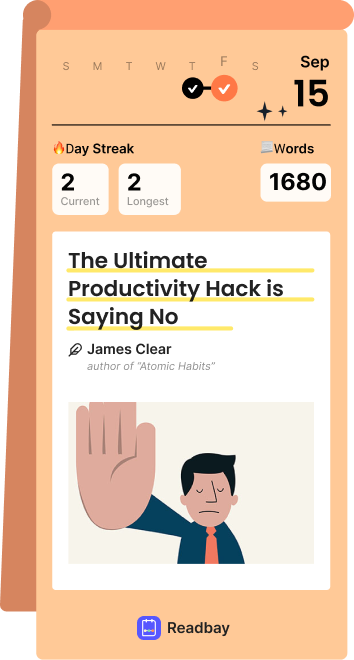 Sep
S M T W T F S
15
Day Streak
Words
2
Current
2
Longest
1680
The Ultimate
Productivity Hack is
Saying No
James Clear
author of "Atomic Habits"
Readbay